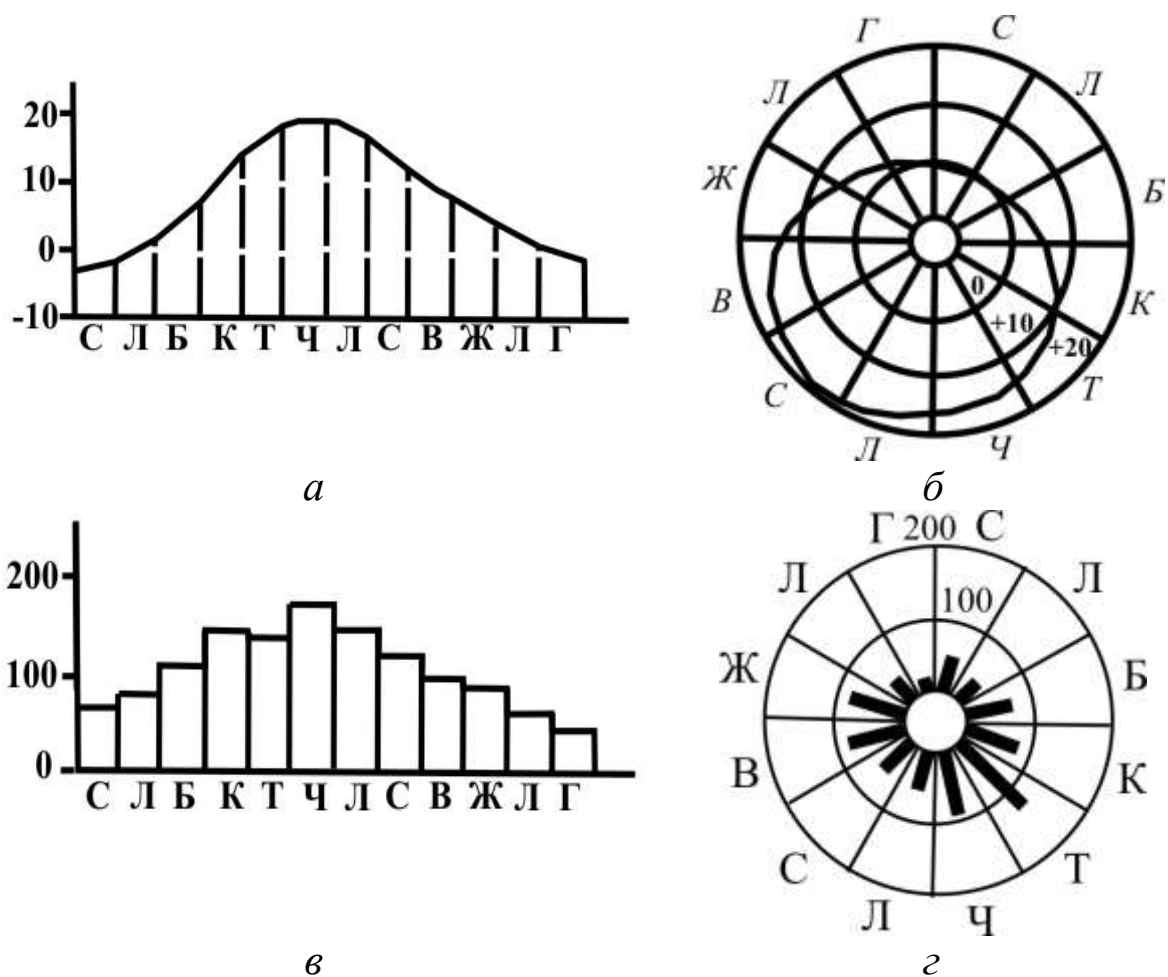 20
10
0
-10
С Л Б К Т Ч Л С В Ж Л Г
а
Г С
Л Л
Ж Б
В К
0
+10
+20
С Т
Л Ч
б
200
100
0
С Л Б К Т Ч Л С В Ж Л Г
в
Г 200 С
Л Л
100
Ж Б
В К
С Т
Л Ч
г